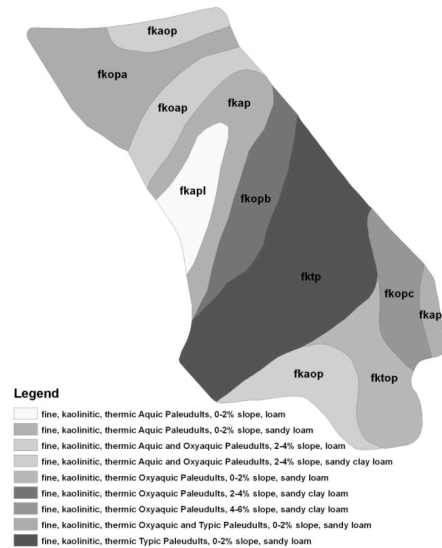 fkaop
fkopa
fkoap
fkap
fkapl
fkopb
fktp
fkopc
fkap
fkaop
fktop
Legend
fine, kaolinitic, thermic Aquic Paleudults, 0-2% slope, loam
fine, kaolinitic, thermic Aquic Paleudults, 0-2% slope, sandy loam
fine, kaolinitic, thermic Aquic and Oxyaquic Paleudults, 2-4% slope, loam
fine, kaolinitic, thermic Aquic and Oxyaquic Paleudults, 2-4% slope, sandy clay loam
fine, kaolinitic, thermic Oxyaquic Paleudults, 0-2% slope, sandy loam
fine, kaolinitic, thermic Oxyaquic Paleudults, 2-4% slope, sandy clay loam
fine, kaolinitic, thermic Oxyaquic Paleudults, 4-6% slope, sandy clay loam
fine, kaolinitic, thermic Oxyaquic and Typic Paleudults, 0-2% slope, sandy loam
fine, kaolinitic, thermic Typic Paleudults, 0-2% slope, sandy loam